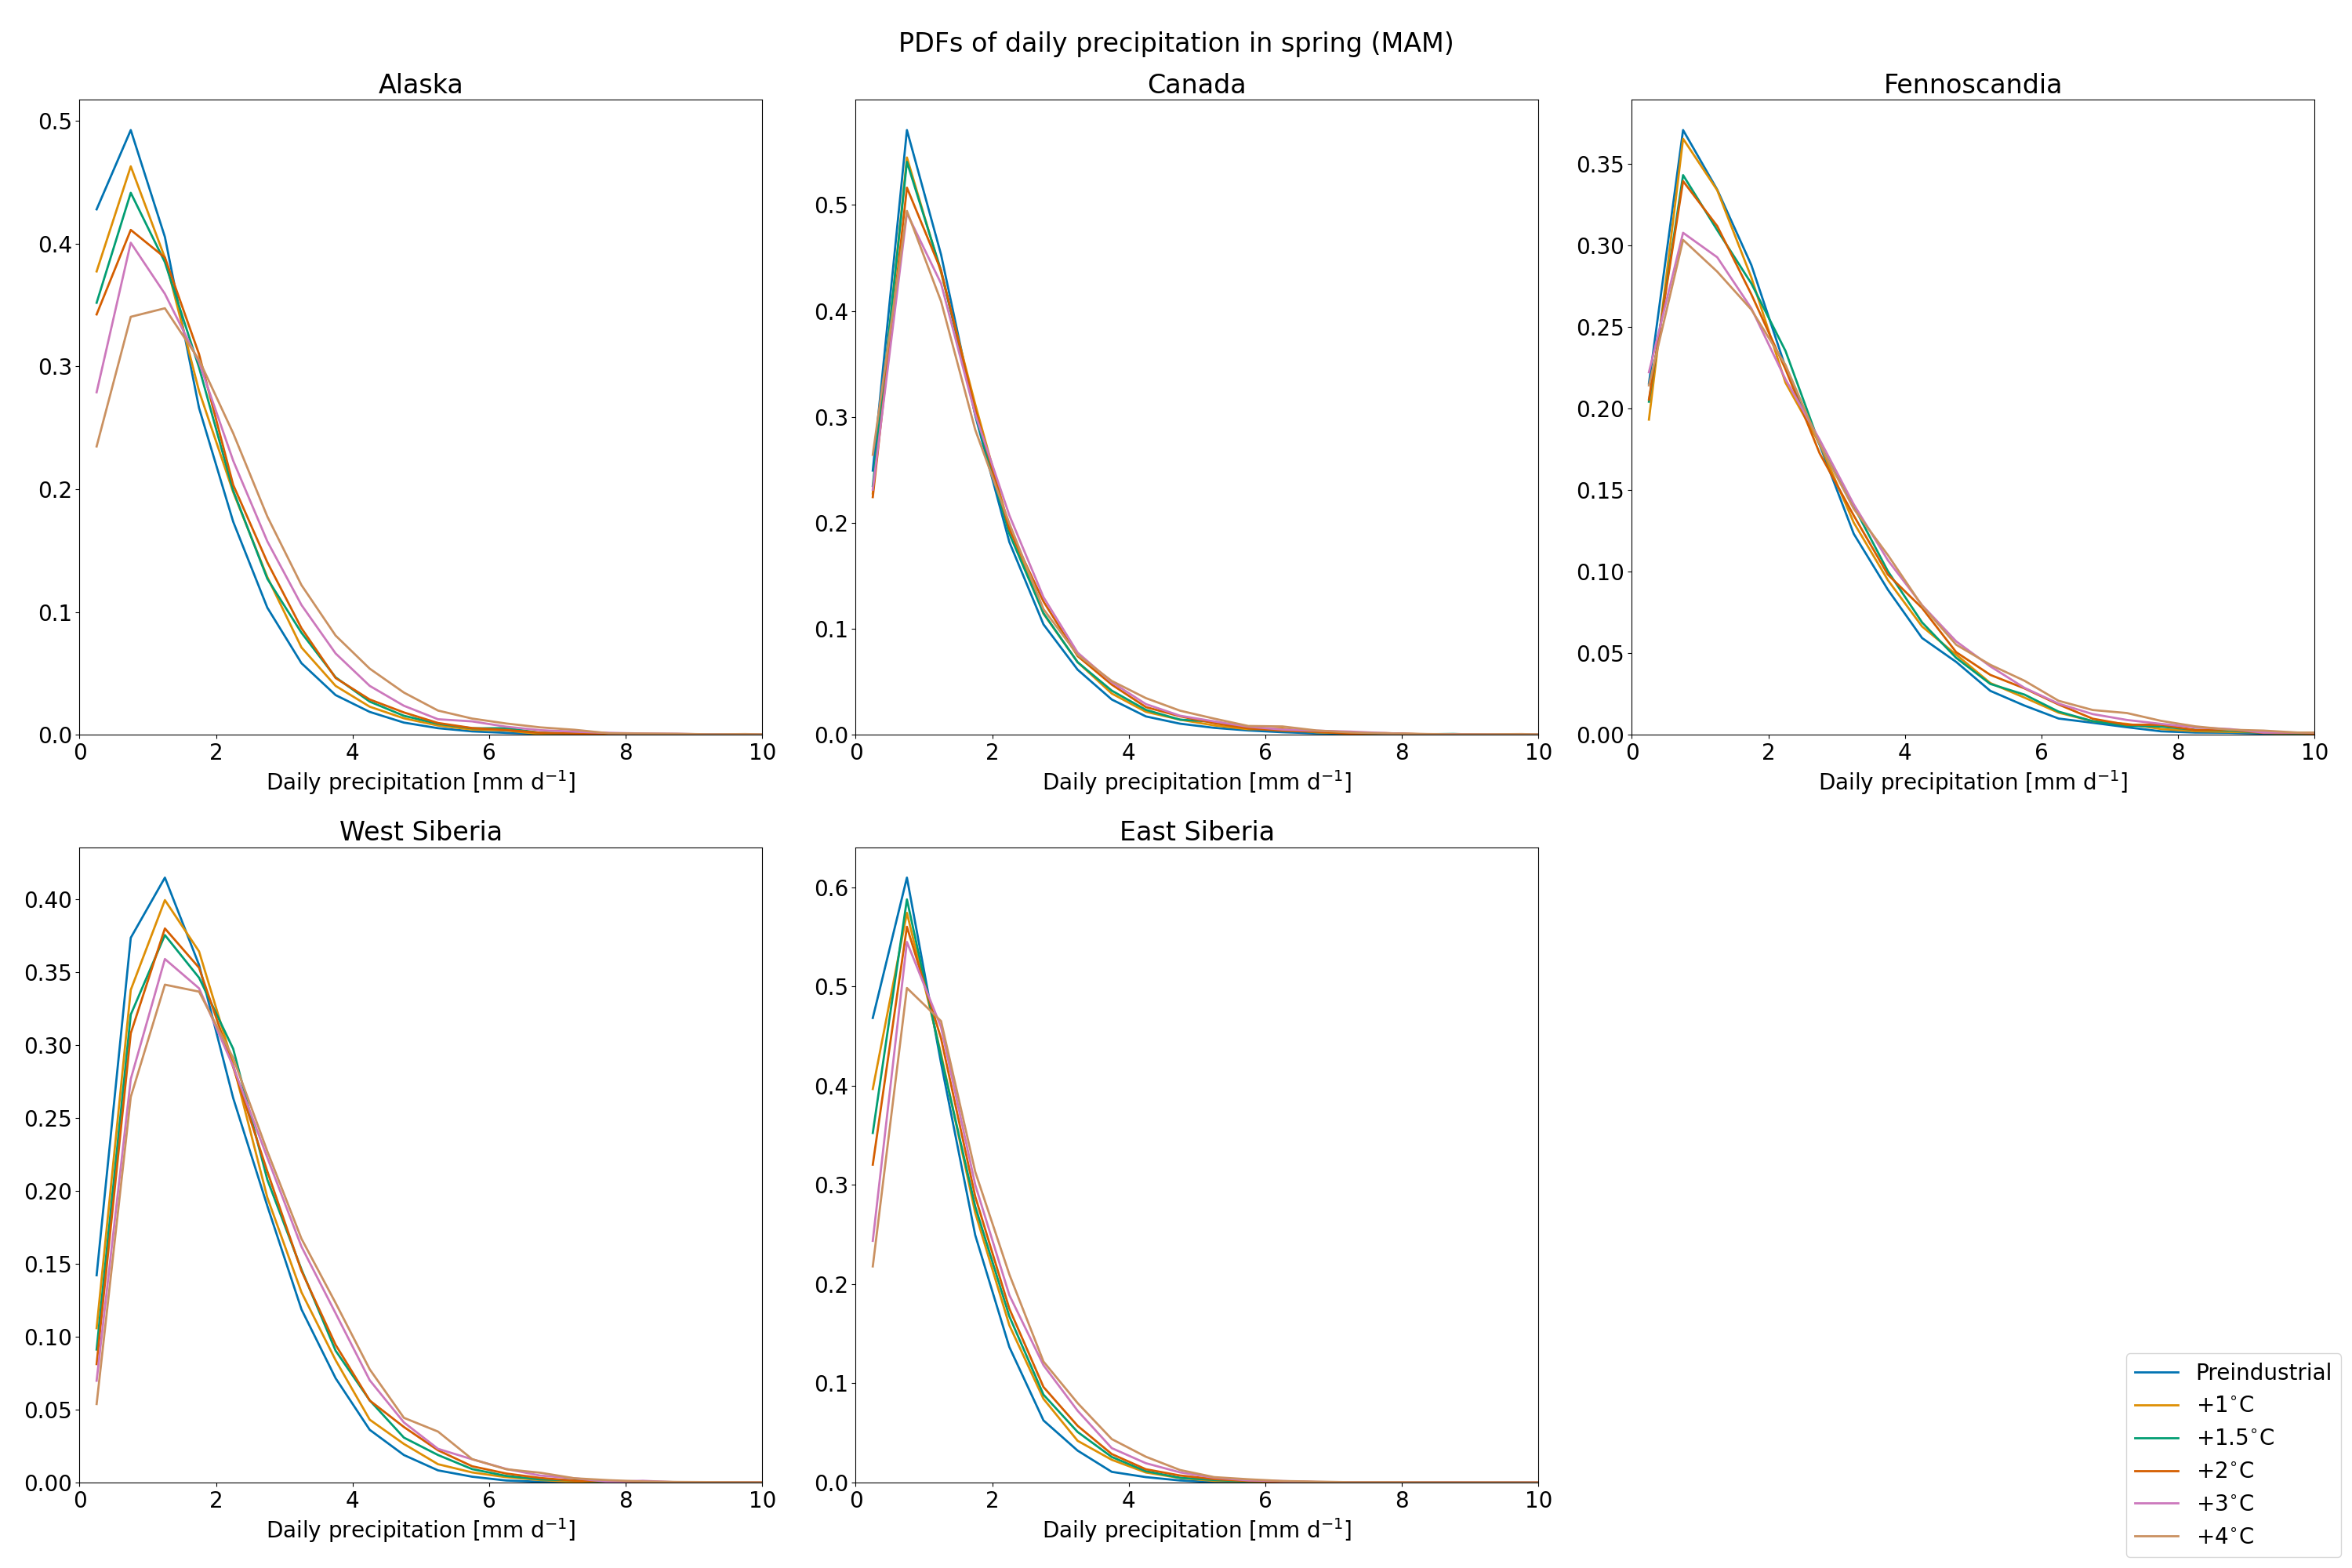 PDFs of daily precipitation in spring (MAM)
Alaska
0.5
0.4
0.3
0.2
0.1
0.0
0 2 4 6 8 10
Daily precipitation [mm d⁻¹]
Canada
0.5
0.4
0.3
0.2
0.1
0.0
0 2 4 6 8 10
Daily precipitation [mm d⁻¹]
Fennoscandia
0.35
0.30
0.25
0.20
0.15
0.10
0.05
0.00
0 2 4 6 8 10
Daily precipitation [mm d⁻¹]
West Siberia
0.40
0.35
0.30
0.25
0.20
0.15
0.10
0.05
0.00
0 2 4 6 8 10
Daily precipitation [mm d⁻¹]
East Siberia
0.6
0.5
0.4
0.3
0.2
0.1
0.0
0 2 4 6 8 10
Daily precipitation [mm d⁻¹]
Preindustrial
+1°C
+1.5°C
+2°C
+3°C
+4°C